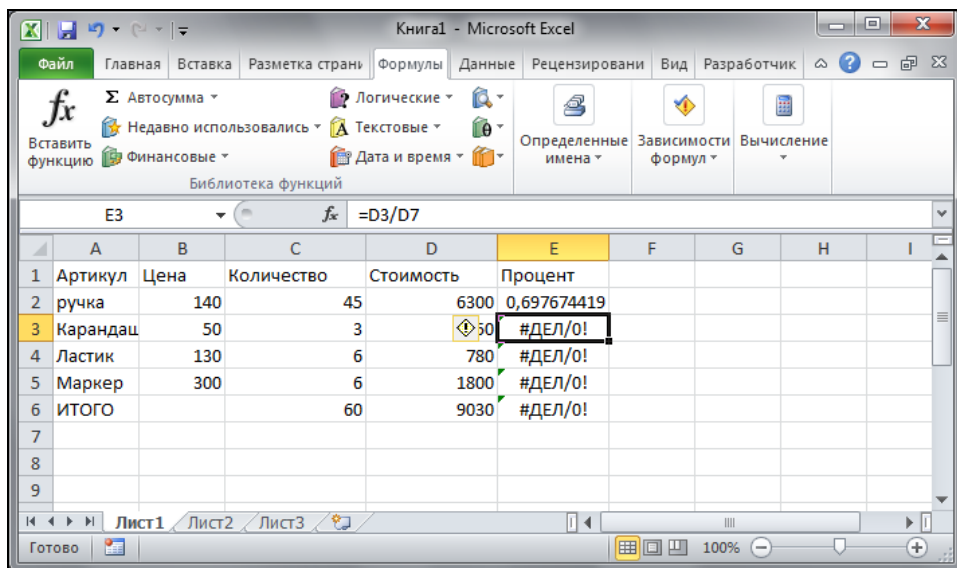 Книга1 - Microsoft Excel
Файл Главная Вставка Разметка страни Формулы Данные Рецензировани Вид Разработчик
fx Вставить функцию
Σ Автосумма
Недавно использовались
Финансовые
Логические
Текстовые
Дата и время
Определенные имена
Зависимости формул
Вычисление
Библиотека функций
E3 fx =D3/D7
A B C D E F G H I
1 Артикул Цена Количество Стоимость Процент
2 ручка 140 45 6300 0,697674419
3 Карандаш 50 3 50 #ДЕЛ/0!
4 Ластик 130 6 780 #ДЕЛ/0!
5 Маркер 300 6 1800 #ДЕЛ/0!
6 ИТОГО 60 9030 #ДЕЛ/0!
7
8
9
Лист1 Лист2 Лист3
Готово 100%